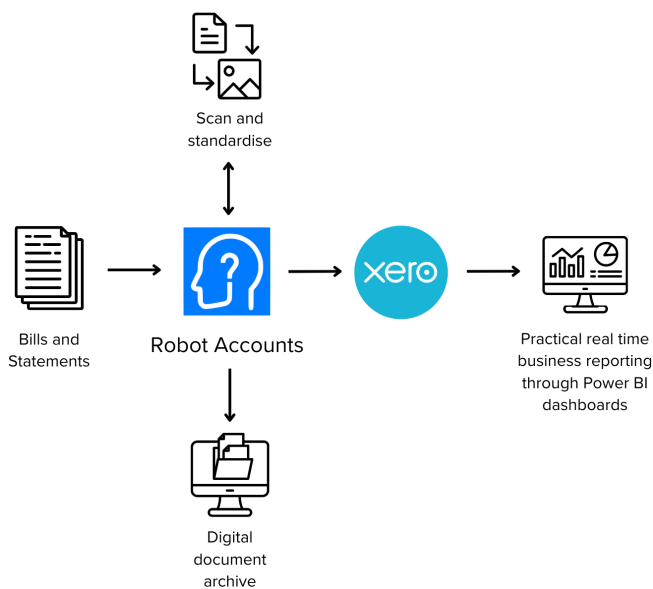 Scan and
standardise
?
xero
Bills and
Statements
Robot Accounts
Practical real time
business reporting
through Power BI
dashboards
Digital
document
archive